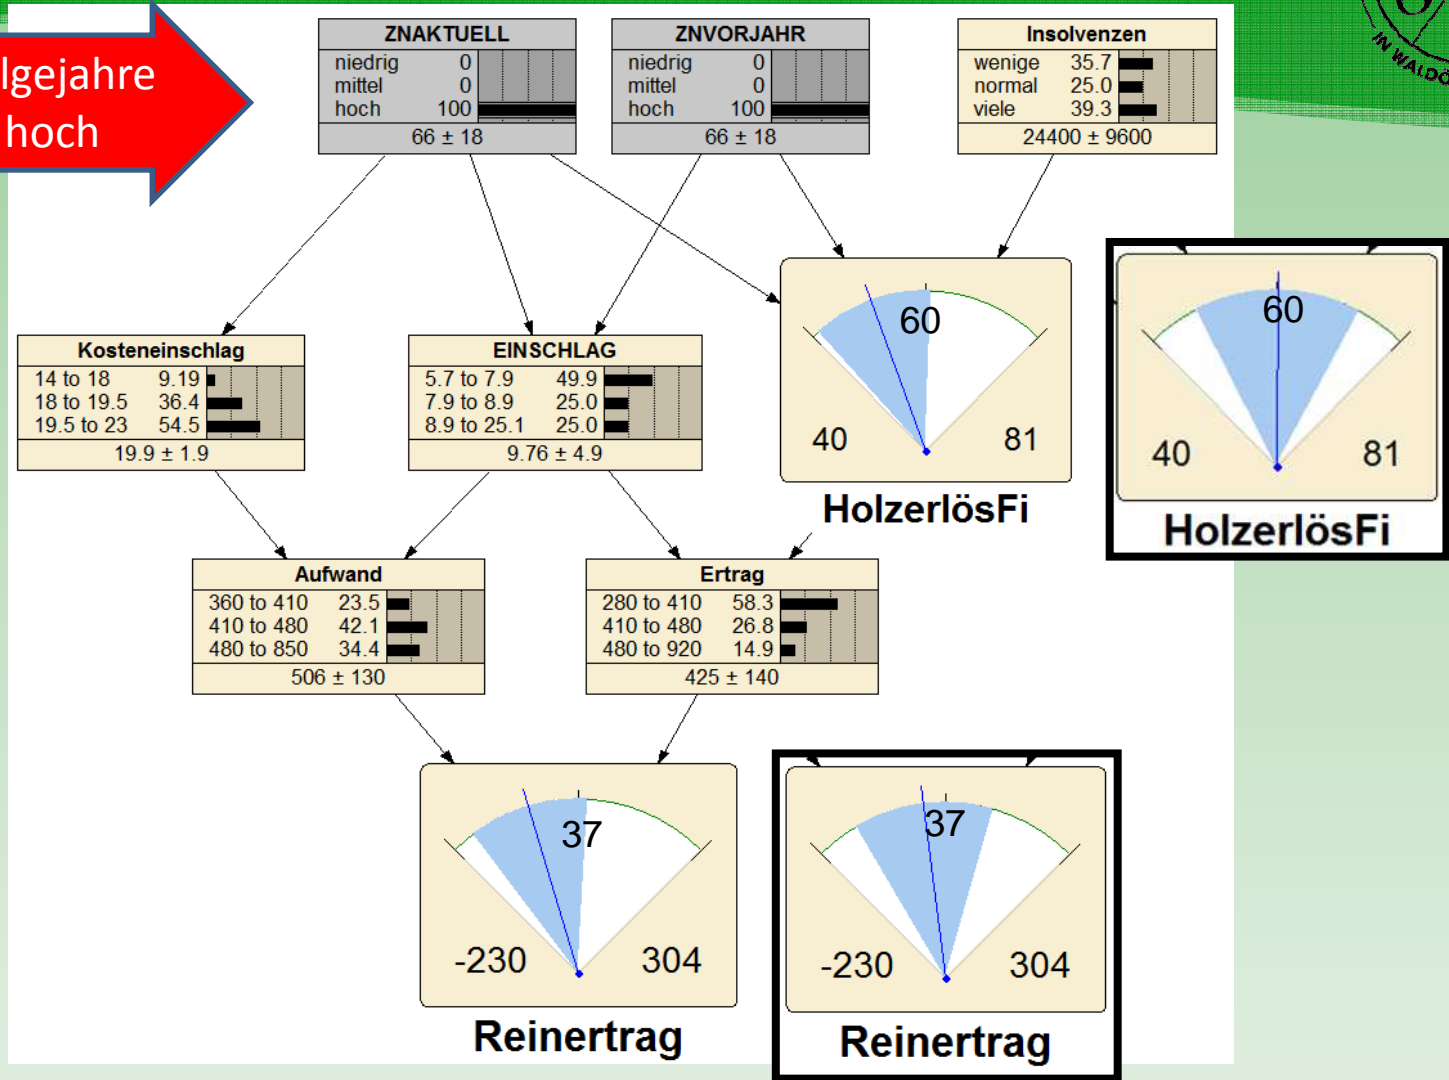 lgejahre
hoch
ZNAKTUELL
niedrig 0
mittel 0
hoch 100
66 ± 18
ZNVORJAHR
niedrig 0
mittel 0
hoch 100
66 ± 18
Insolvenzen
wenige 35.7
normal 25.0
viele 39.3
24400 ± 9600
IN WALDÖ
Kosteneinschlag
14 to 18 9.19
18 to 19.5 36.4
19.5 to 23 54.5
19.9 ± 1.9
EINSCHLAG
5.7 to 7.9 49.9
7.9 to 8.9 25.0
8.9 to 25.1 25.0
9.76 ± 4.9
60
40 81
HolzerlösFi
60
40 81
HolzerlösFi
Aufwand
360 to 410 23.5
410 to 480 42.1
480 to 850 34.4
506 ± 130
Ertrag
280 to 410 58.3
410 to 480 26.8
480 to 920 14.9
425 ± 140
37
-230 304
Reinertrag
37
-230 304
Reinertrag